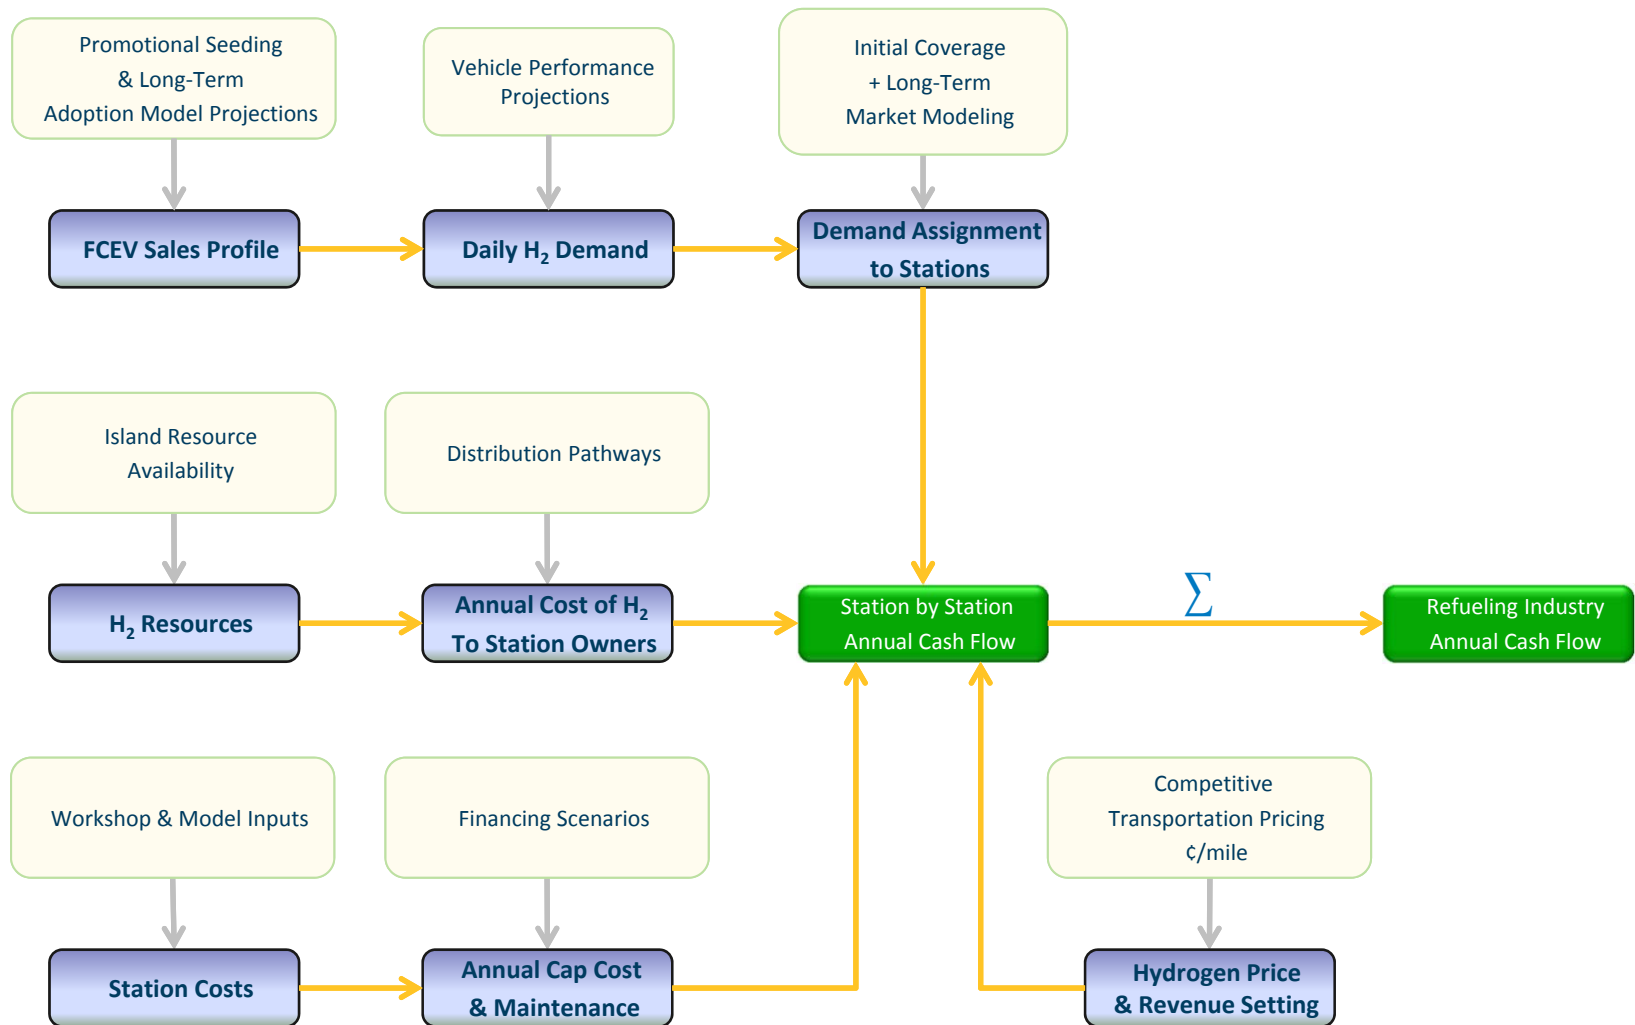 Promotional Seeding
& Long-Term
Adoption Model Projections
Vehicle Performance
Projections
Initial Coverage
+ Long-Term
Market Modeling
FCEV Sales Profile
Daily H₂ Demand
Demand Assignment
to Stations
Island Resource
Availability
Distribution Pathways
H₂ Resources
Annual Cost of H₂
To Station Owners
Station by Station
Annual Cash Flow
∑
Refueling Industry
Annual Cash Flow
Workshop & Model Inputs
Financing Scenarios
Competitive
Transportation Pricing
¢/mile
Station Costs
Annual Cap Cost
& Maintenance
Hydrogen Price
& Revenue Setting